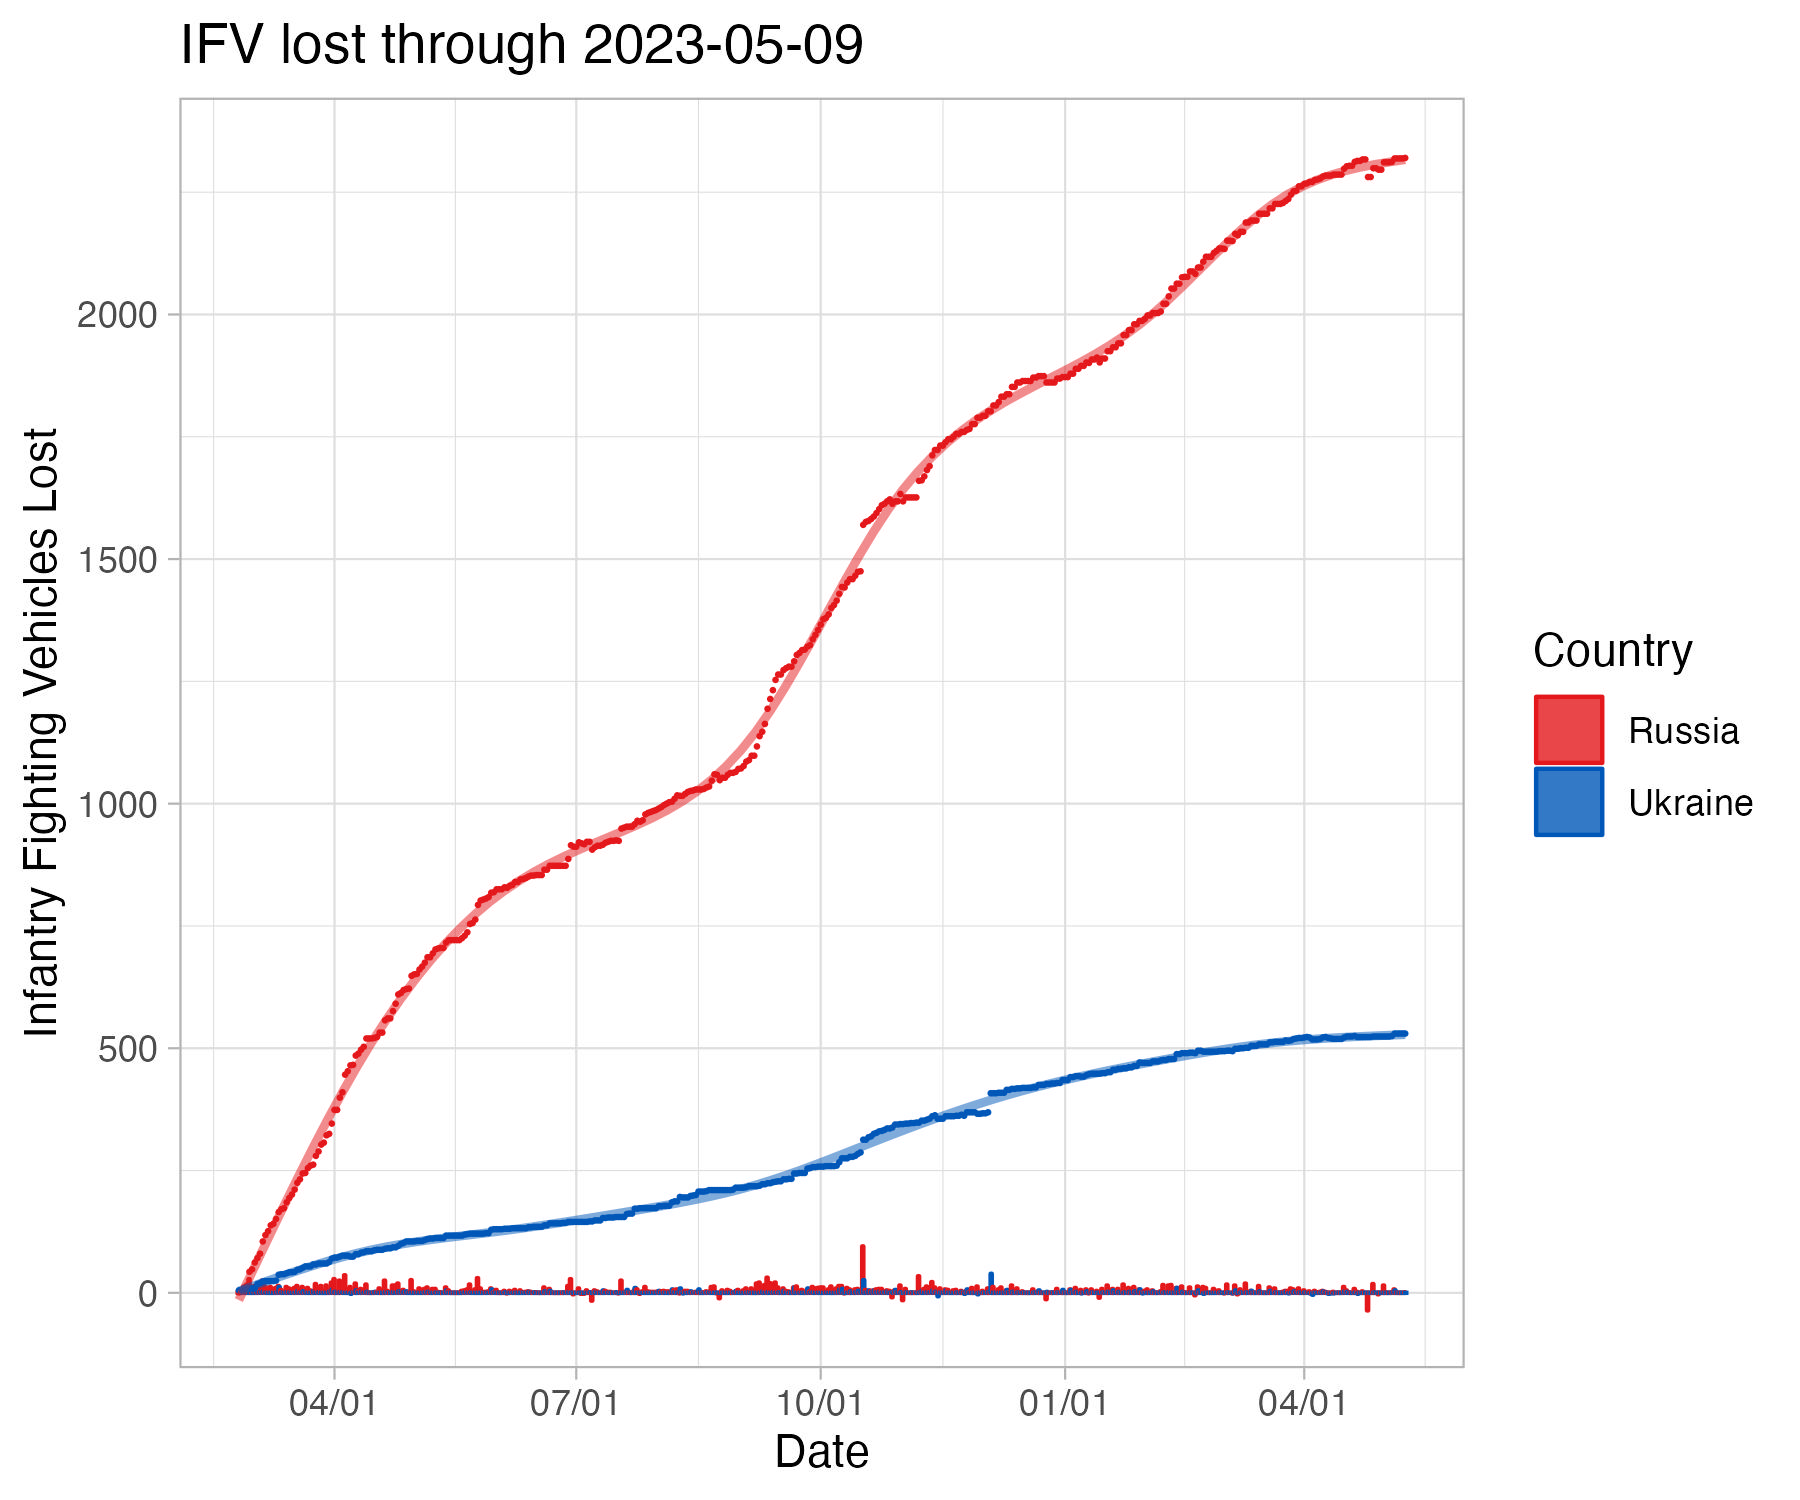 IFV lost through 2023-05-09
Infantry Fighting Vehicles Lost
2000
1500
1000
500
0
04/01
07/01
10/01
01/01
04/01
Date
Country
Russia
Ukraine